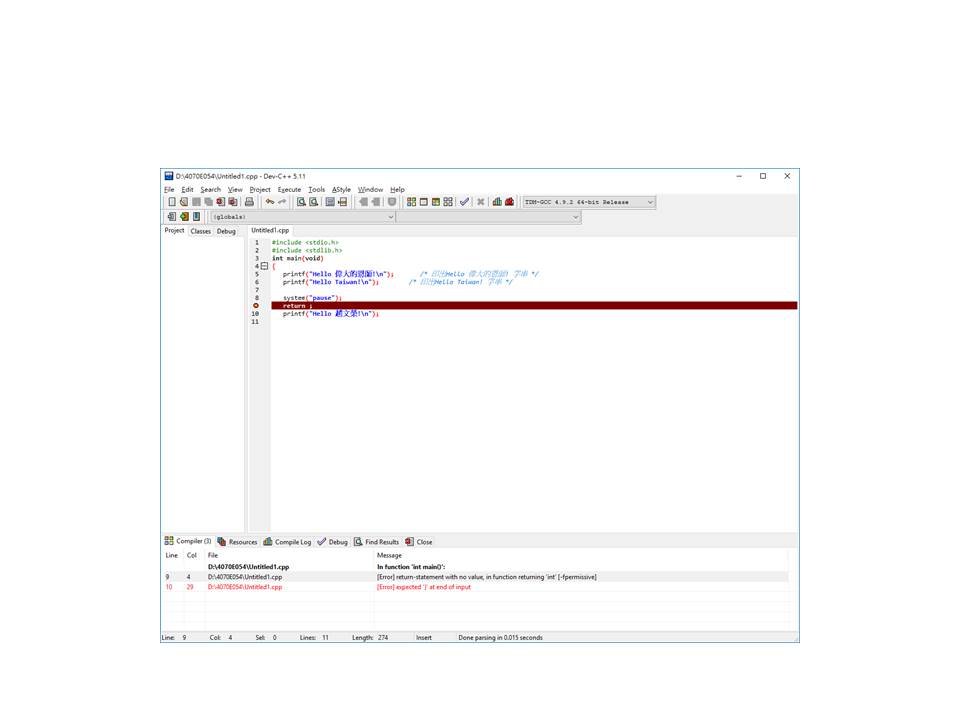 D:\4070E054\Untitled1.cpp - Dev-C++ 5.11
File Edit Search View Project Execute Tools AStyle Window Help
TDM-GCC 4.9.2 64-bit Release
(globals)
Project Classes Debug Untitled1.cpp
1 #include <stdio.h>
2 #include <stdlib.h>
3 int main(void)
4 {
5 printf("Hello 偉大的恩師!\n"); /* 印出Hello 偉大的恩師! 字串 */
6 printf("Hello Taiwan!\n"); /* 印出Hello Taiwan! 字串 */
7
8 system("pause");
return ;
10 printf("Hello 趙文榮!\n");
11
Compiler (3) Resources Compile Log Debug Find Results Close
Line Col File Message
D:\4070E054\Untitled1.cpp In function 'int main()':
9 4 D:\4070E054\Untitled1.cpp [Error] return-statement with no value, in function returning 'int' [-fpermissive]
10 29 D:\4070E054\Untitled1.cpp [Error] expected '}' at end of input
Line: 9 Col: 4 Sel: 0 Lines: 11 Length: 274 Insert Done parsing in 0.015 seconds